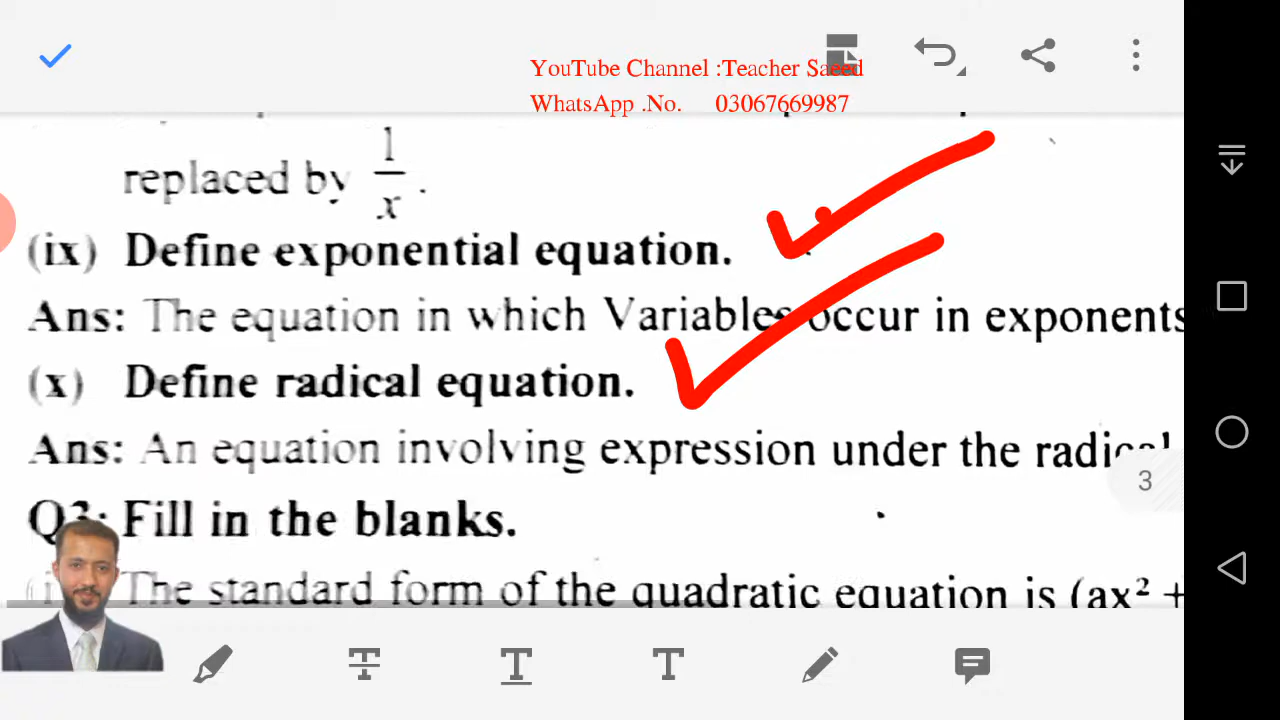 YouTube Channel :Teacher Saeed
WhatsApp .No. 03067669987
replaced by 1/x .
(ix) Define exponential equation.
Ans: The equation in which Variables occur in exponents
(x) Define radical equation.
Ans: An equation involving expression under the radical
3
Q3: Fill in the blanks.
(i) The standard form of the quadratic equation is (ax² +
T T T